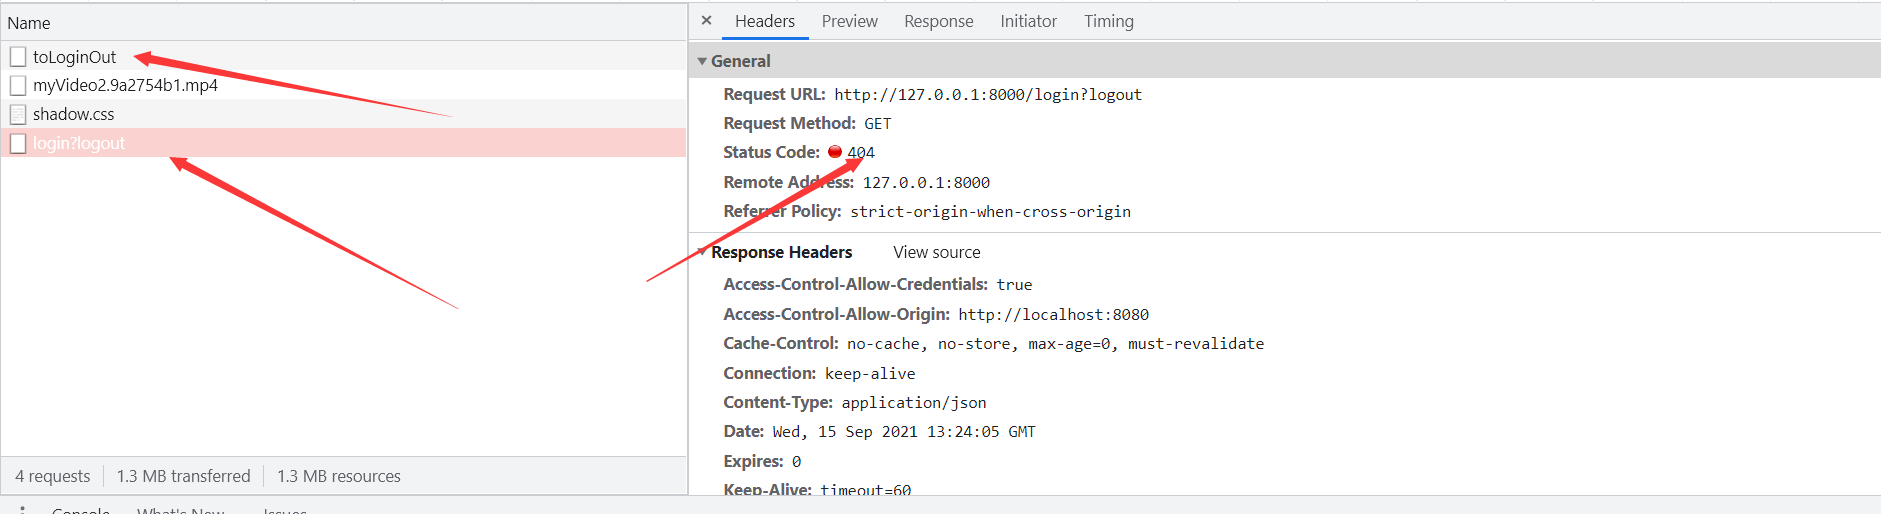 Name
toLoginOut
myVideo2.9a2754b1.mp4
shadow.css
login?logout
4 requests
1.3 MB transferred
1.3 MB resources
× Headers Preview Response Initiator Timing
General
Request URL: http://127.0.0.1:8000/login?logout
Request Method: GET
Status Code: 404
Remote Address: 127.0.0.1:8000
Referrer Policy: strict-origin-when-cross-origin
Response Headers View source
Access-Control-Allow-Credentials: true
Access-Control-Allow-Origin: http://localhost:8080
Cache-Control: no-cache, no-store, max-age=0, must-revalidate
Connection: keep-alive
Content-Type: application/json
Date: Wed, 15 Sep 2021 13:24:05 GMT
Expires: 0
Keep-Alive: timeout=60
Console What's New Issues